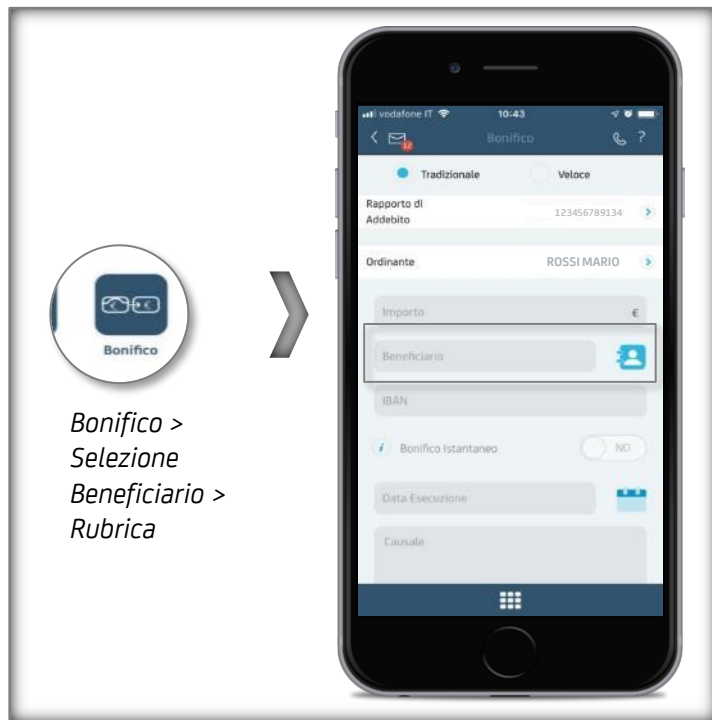 Bonifico
Bonifico >
Selezione
Beneficiario >
Rubrica
vodafone IT 10:43
12
Bonifico ?
Tradizionale Veloce
Rapporto di
Addebito
123456789134
Ordinante ROSSI MARIO
Importo €
Beneficiario
IBAN
i Bonifico Istantaneo NO
Data Esecuzione
Causale